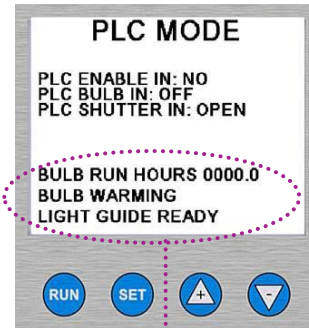 PLC MODE
PLC ENABLE IN: NO
PLC BULB IN: OFF
PLC SHUTTER IN: OPEN
BULB RUN HOURS 0000.0
BULB WARMING
LIGHT GUIDE READY
RUN SET + -